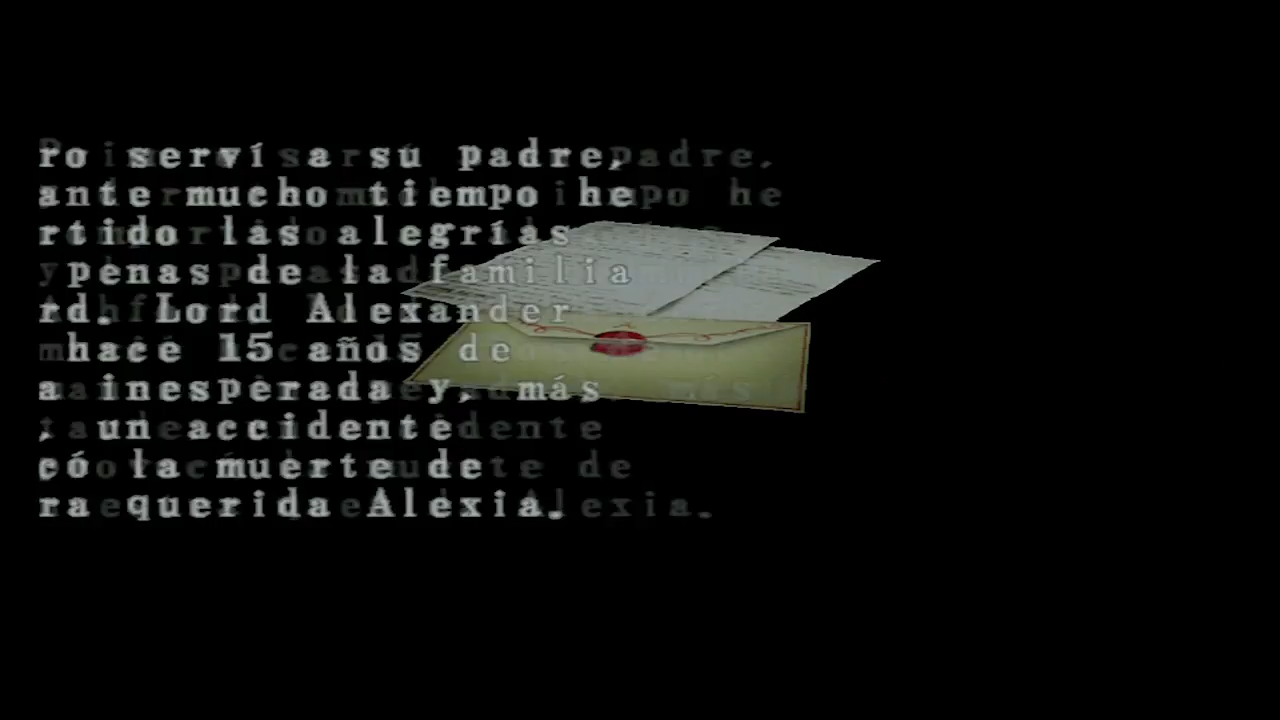 ro serví a su padre,
ante mucho tiempo he
rtido las alegrías
y penas de la familia
rd. Lord Alexander
hace 15 años de
a inesperada y, más
, un accidente
có la muerte de
ra querida Alexia.